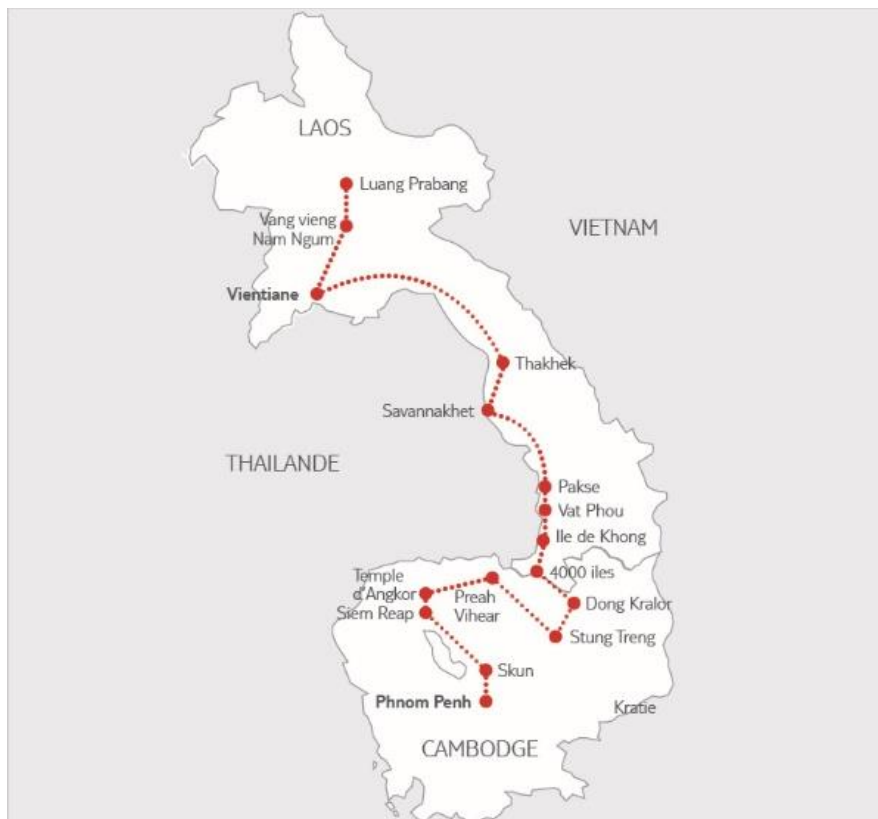 LAOS
Luang Prabang
Vang vieng
Nam Ngum
VIETNAM
Vientiane
Thakhek
Savannakhet
THAILANDE
Pakse
Vat Phou
Ile de Khong
4000 iles
Temple
d'Angkor
Siem Reap
Preah
Vihear
Dong Kralor
Stung Treng
Skun
Phnom Penh
Kratie
CAMBODGE